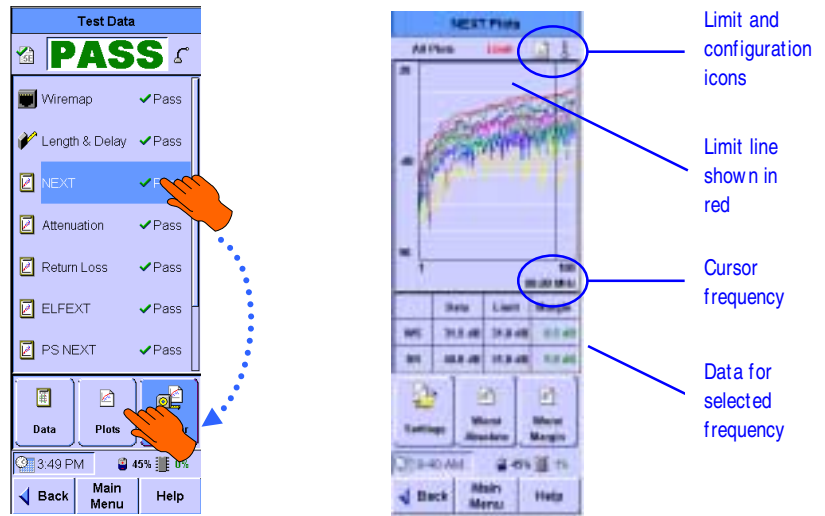 Test Data
PASS
Wiremap Pass
Length & Delay Pass
NEXT
Attenuation Pass
Return Loss Pass
ELFEXT Pass
PS NEXT Pass
Data Plots
3:49 PM 45% 0%
Back Main Menu Help
NEXT Plots
All Plots Limit
1 100
Data Limit Margin
Settings Worst Absolute Worst Margin
Back Main Menu Help
Limit and
configuration
icons
Limit line
shown in
red
Cursor
frequency
Data for
selected
frequency